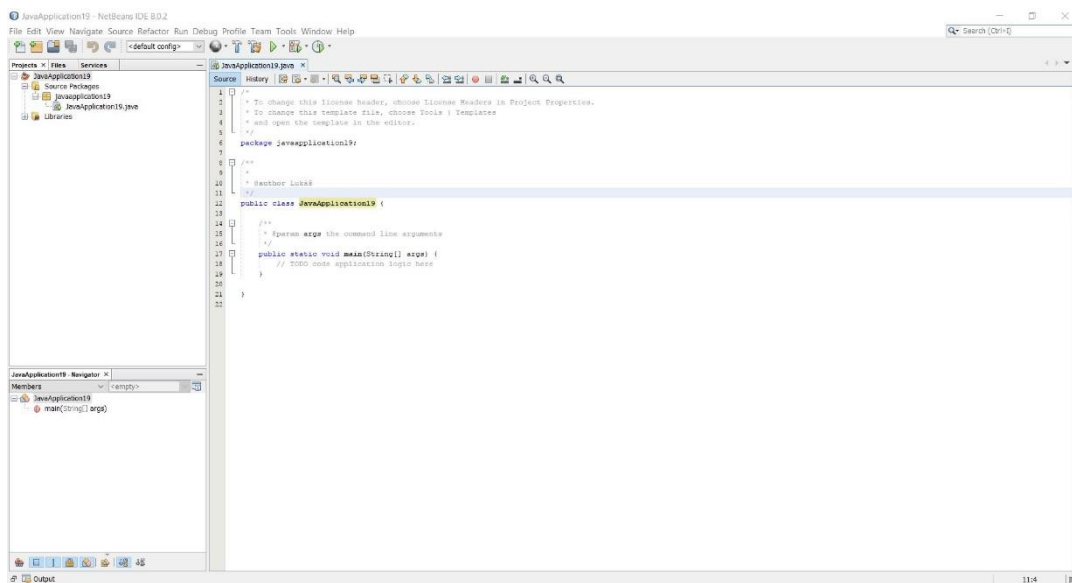 JavaApplication19 - NetBeans IDE 8.0.2
File Edit View Navigate Source Refactor Run Debug Profile Team Tools Window Help
Search (Ctrl+I)
<default config>
Projects Files Services
JavaApplication19.java
JavaApplication19
Source Packages
javaapplication19
JavaApplication19.java
Libraries
Source History
1 /*
2 * To change this license header, choose License Headers in Project Properties.
3 * To change this template file, choose Tools | Templates
4 * and open the template in the editor.
5 */
6 package javaapplication19;
7
8 /**
9 *
10 * @author Lukáš
11 */
12 public class JavaApplication19 {
13
14 /**
15 * @param args the command line arguments
16 */
17 public static void main(String[] args) {
18 // TODO code application logic here
19 }
20
21 }
22
JavaApplication19 - Navigator
Members <empty>
JavaApplication19
main(String[] args)
Output
11:4